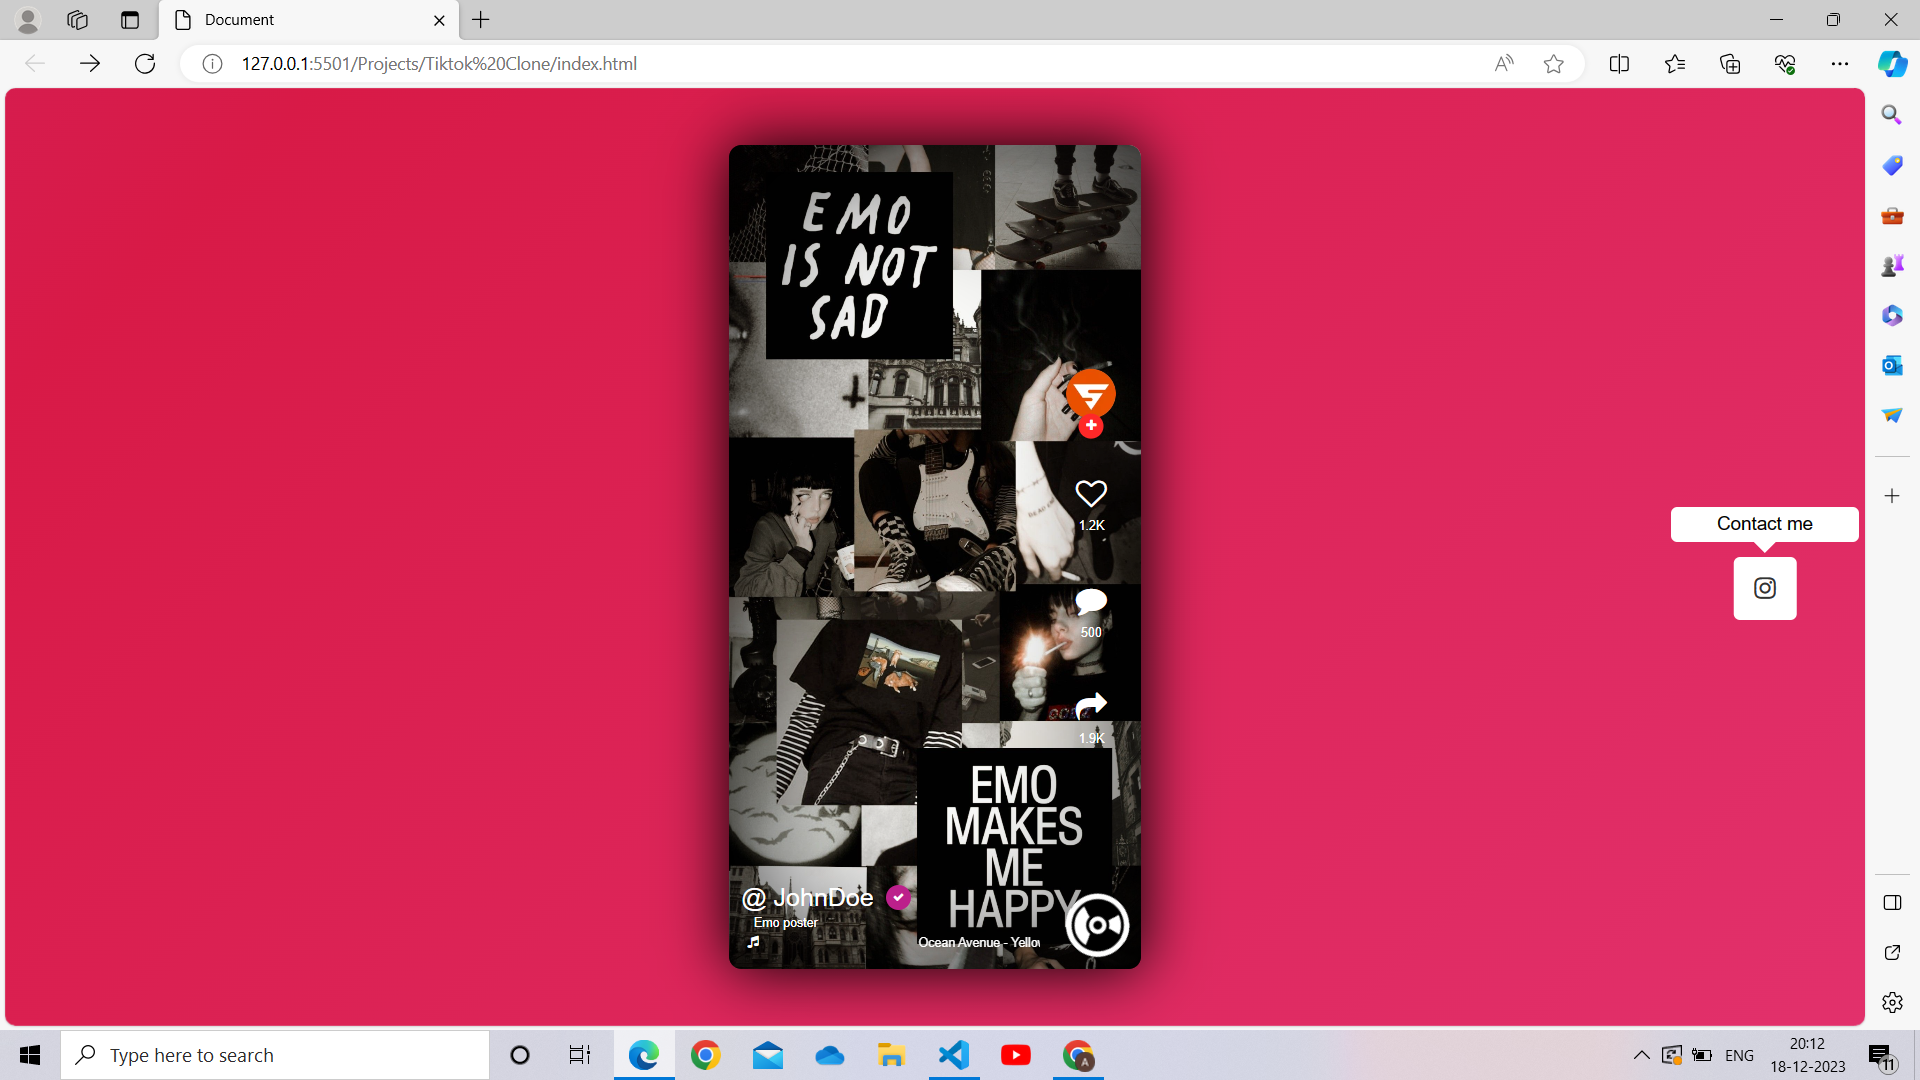 Document
127.0.0.1:5501/Projects/Tiktok%20Clone/index.html
EMO
IS NOT
SAD
1.2K
Contact me
500
1.9K
EMO
MAKES
ME
HAPPY
@ JohnDoe
Emo poster
Ocean Avenue - Yellow
Type here to search
ENG
20:12
18-12-2023
11